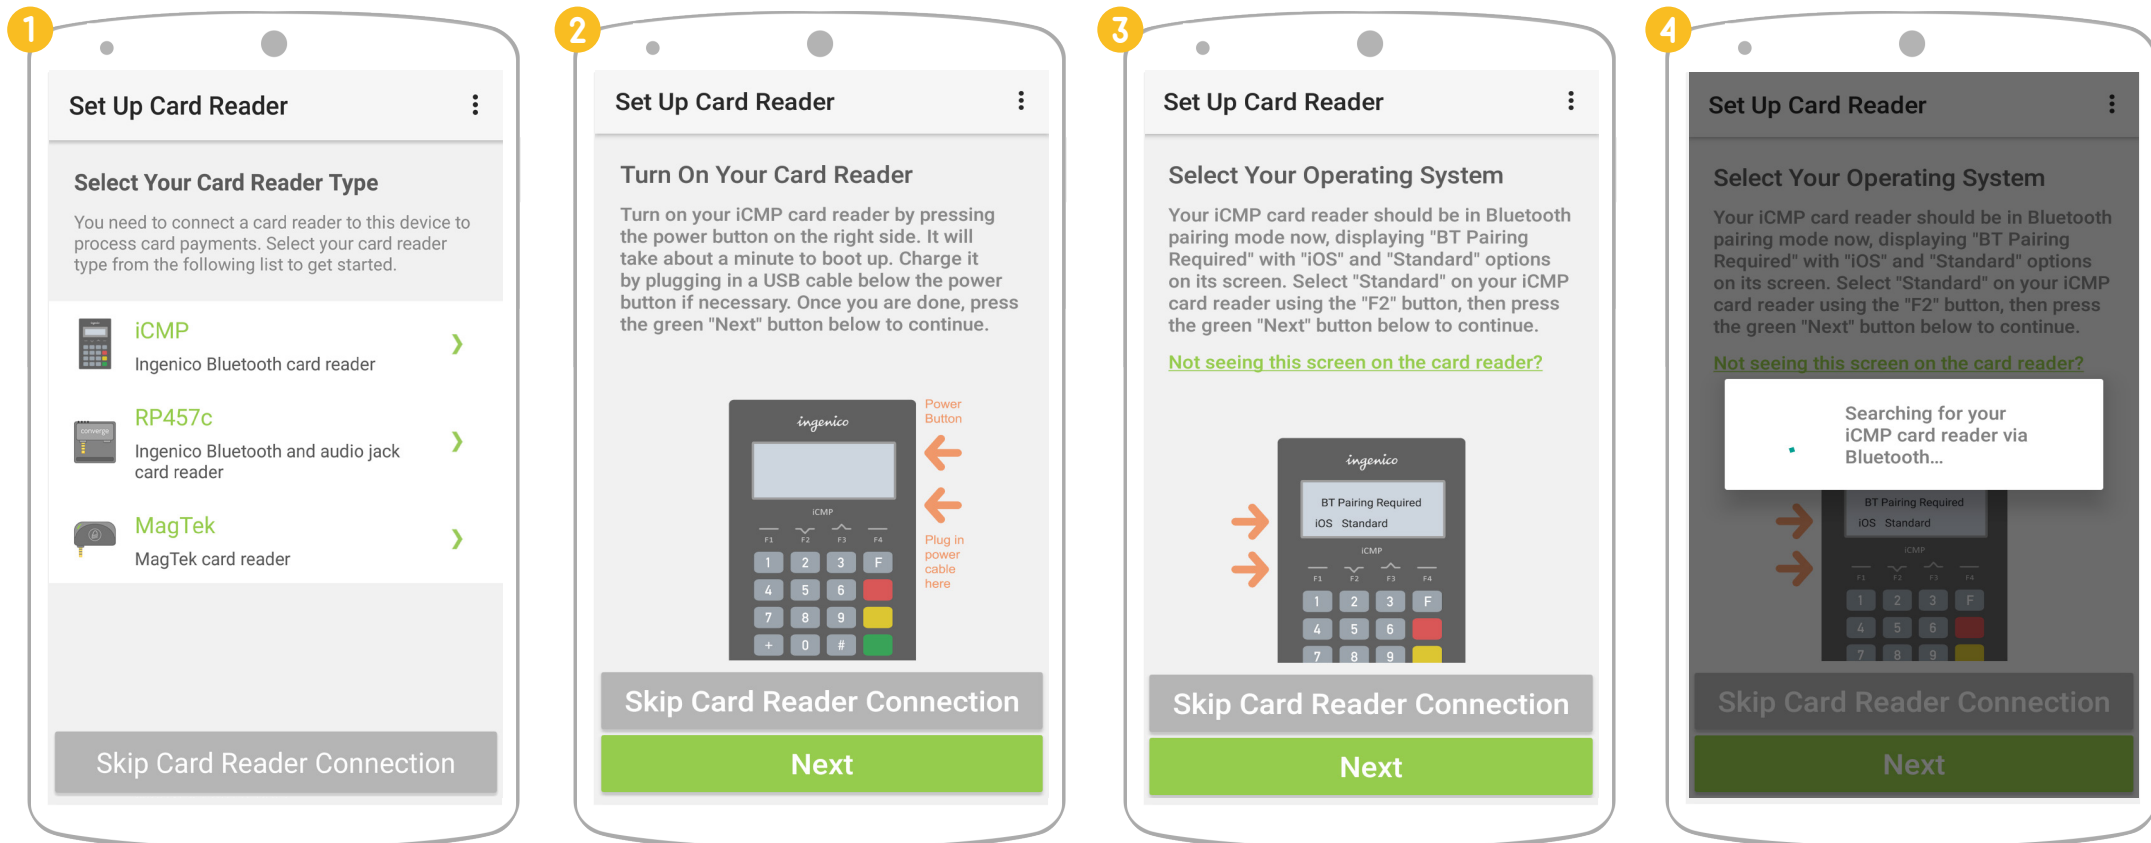 1
Set Up Card Reader
Select Your Card Reader Type
You need to connect a card reader to this device to
process card payments. Select your card reader
type from the following list to get started.
iCMP
Ingenico Bluetooth card reader
converge
RP457c
Ingenico Bluetooth and audio jack
card reader
MagTek
MagTek card reader
Skip Card Reader Connection
2
Set Up Card Reader
Turn On Your Card Reader
Turn on your iCMP card reader by pressing
the power button on the right side. It will
take about a minute to boot up. Charge it
by plugging in a USB cable below the power
button if necessary. Once you are done, press
the green "Next" button below to continue.
Power
Button
ingenico
iCMP
F1 F2 F3 F4
Plug in
power
cable
here
1 2 3 F
4 5 6
7 8 9
+ 0 #
Skip Card Reader Connection
Next
3
Set Up Card Reader
Select Your Operating System
Your iCMP card reader should be in Bluetooth
pairing mode now, displaying "BT Pairing
Required" with "iOS" and "Standard" options
on its screen. Select "Standard" on your iCMP
card reader using the "F2" button, then press
the green "Next" button below to continue.
Not seeing this screen on the card reader?
ingenico
BT Pairing Required
iOS Standard
iCMP
F1 F2 F3 F4
1 2 3 F
4 5 6
7 8 9
Skip Card Reader Connection
Next
4
Set Up Card Reader
Select Your Operating System
Your iCMP card reader should be in Bluetooth
pairing mode now, displaying "BT Pairing
Required" with "iOS" and "Standard" options
on its screen. Select "Standard" on your iCMP
card reader using the "F2" button, then press
the green "Next" button below to continue.
Not seeing this screen on the card reader?
Searching for your
iCMP card reader via
Bluetooth...
BT Pairing Required
iOS Standard
iCMP
F1 F2 F3 F4
1 2 3 F
4 5 6
7 8 9
Skip Card Reader Connection
Next